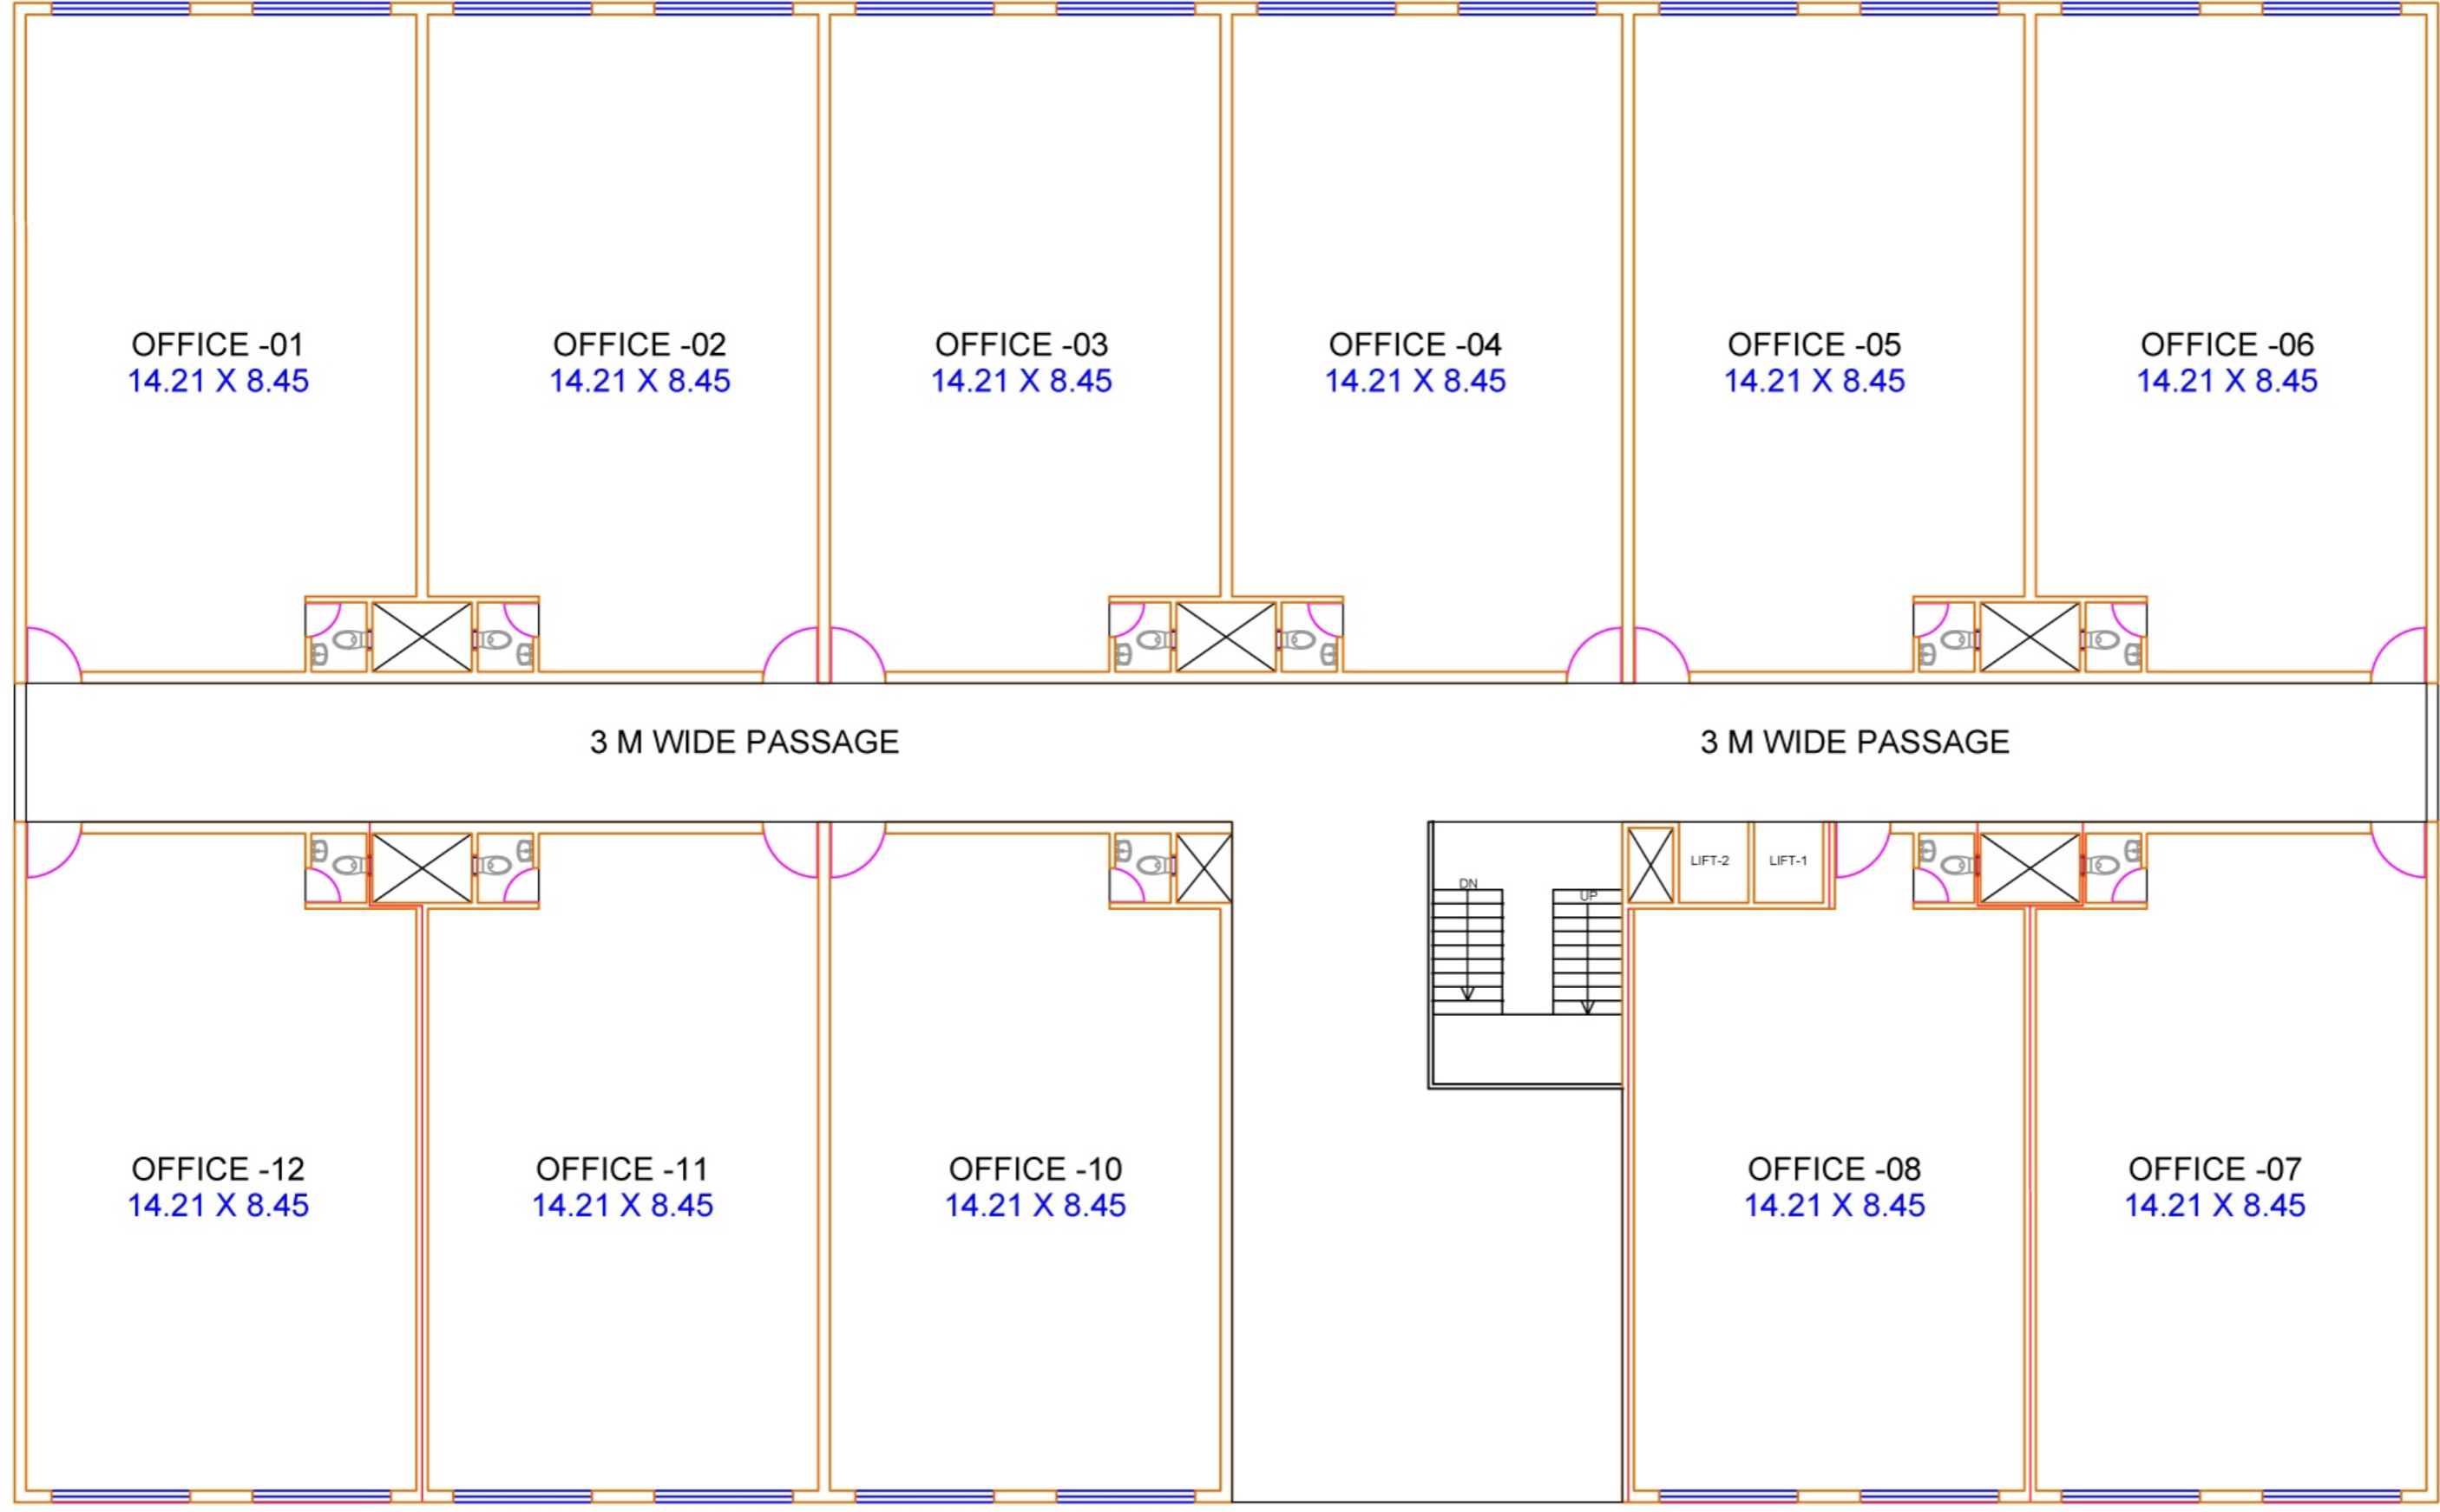 OFFICE -01
14.21 X 8.45
OFFICE -02
14.21 X 8.45
OFFICE -03
14.21 X 8.45
OFFICE -04
14.21 X 8.45
OFFICE -05
14.21 X 8.45
OFFICE -06
14.21 X 8.45
3 M WIDE PASSAGE
3 M WIDE PASSAGE
DN
UP
LIFT-2
LIFT-1
OFFICE -12
14.21 X 8.45
OFFICE -11
14.21 X 8.45
OFFICE -10
14.21 X 8.45
OFFICE -08
14.21 X 8.45
OFFICE -07
14.21 X 8.45